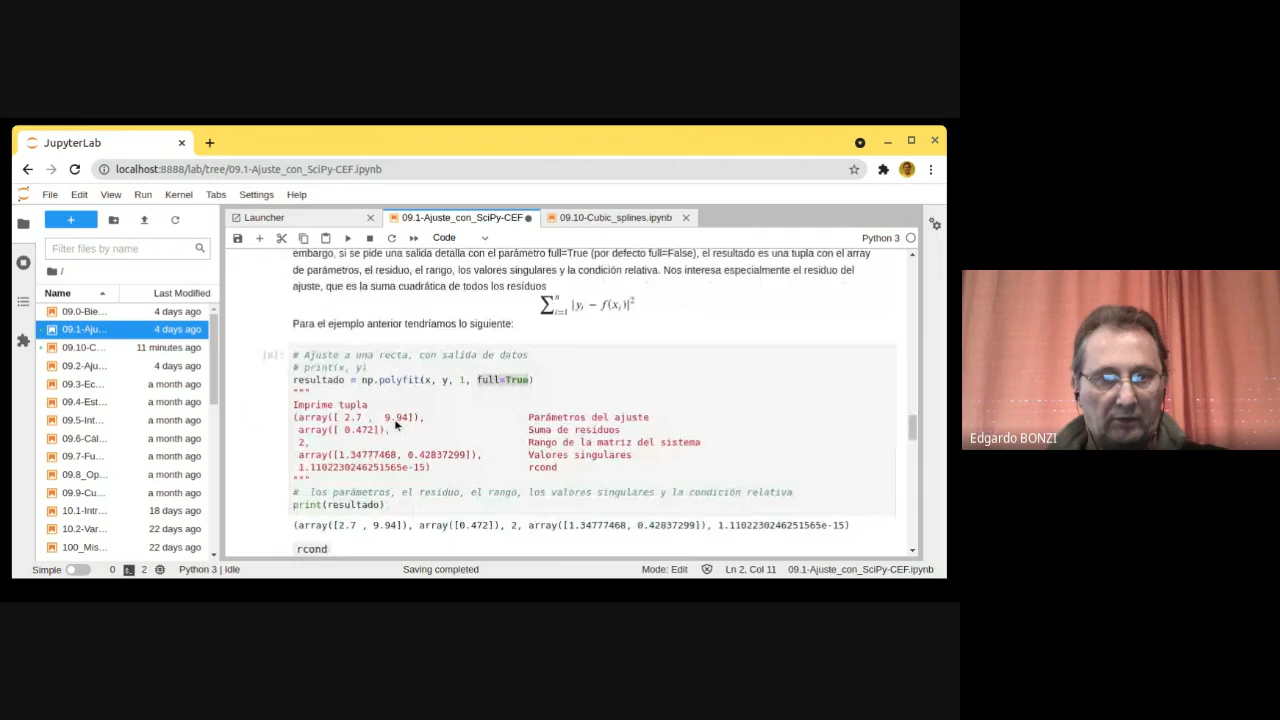 JupyterLab
localhost:8888/lab/tree/09.1-Ajuste_con_SciPy-CEF.ipynb
File Edit View Run Kernel Tabs Settings Help
Launcher
09.1-Ajuste_con_SciPy-CEF
09.10-Cubic_splines.ipynb
Code
Python 3
Filter files by name
/
Name Last Modified
09.0-Bie... 4 days ago
09.1-Aju... 4 days ago
09.10-C... 11 minutes ago
09.2-Aju... 4 days ago
09.3-Ec... a month ago
09.4-Est... a month ago
09.5-Int... a month ago
09.6-Cál... a month ago
09.7-Fu... a month ago
09.8_Op... a month ago
09.9-Cu... a month ago
10.1-Intr... 18 days ago
10.2-Var... 22 days ago
100_Mis... 22 days ago
embargo, si se pide una salida detalla con el parámetro full=True (por defecto full=False), el resultado es una tupla con el array
de parámetros, el residuo, el rango, los valores singulares y la condición relativa. Nos interesa especialmente el residuo del
ajuste, que es la suma cuadrática de todos los resíduos
∑ⁿᵢ₌₁ |yᵢ − f(xᵢ)|²
Para el ejemplo anterior tendríamos lo siguiente:
[8]: # Ajuste a una recta, con salida de datos
# print(x, y)
resultado = np.polyfit(x, y, 1, full=True)
"""
Imprime tupla
(array([ 2.7 , 9.94]), Parámetros del ajuste
array([ 0.472]), Suma de residuos
2, Rango de la matriz del sistema
array([1.34777468, 0.42837299]), Valores singulares
1.1102230246251565e-15) rcond
"""
# los parámetros, el residuo, el rango, los valores singulares y la condición relativa
print(resultado)
(array([2.7 , 9.94]), array([0.472]), 2, array([1.34777468, 0.42837299]), 1.1102230246251565e-15)
rcond
Simple 0 2 Python 3 | Idle Saving completed Mode: Edit Ln 2, Col 11 09.1-Ajuste_con_SciPy-CEF.ipynb
Edgardo BONZI